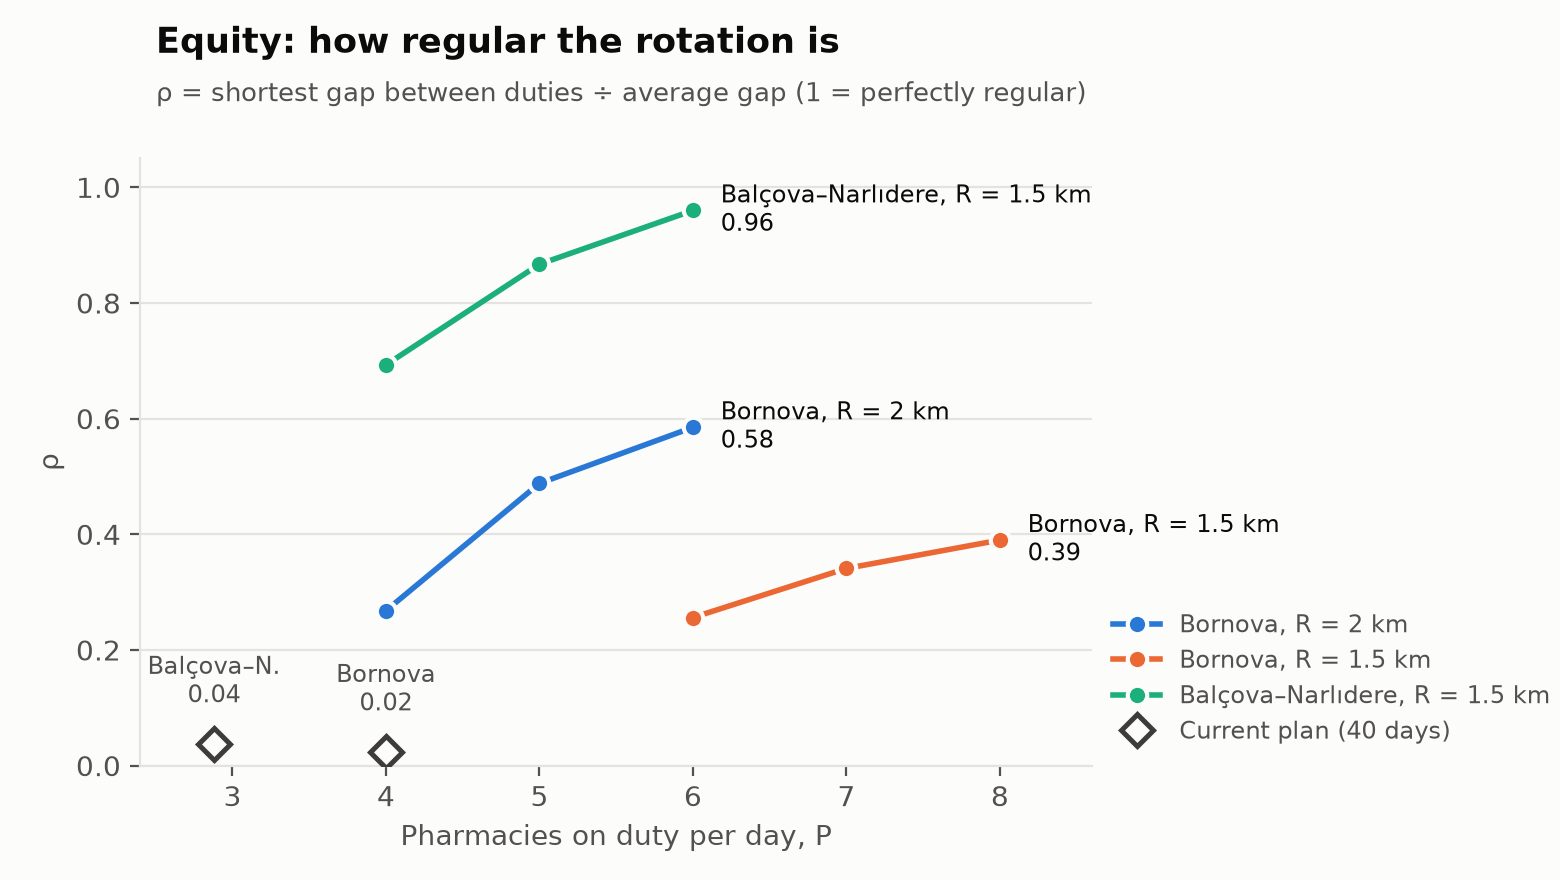 Equity: how regular the rotation is
ρ = shortest gap between duties ÷ average gap (1 = perfectly regular)
1.0
0.8
0.6
0.4
0.2
0.0
ρ
Balçova–Narlıdere, R = 1.5 km
0.96
Bornova, R = 2 km
0.58
Bornova, R = 1.5 km
0.39
Balçova–N.
0.04
Bornova
0.02
3
4
5
6
7
8
Pharmacies on duty per day, P
Bornova, R = 2 km
Bornova, R = 1.5 km
Balçova–Narlıdere, R = 1.5 km
Current plan (40 days)